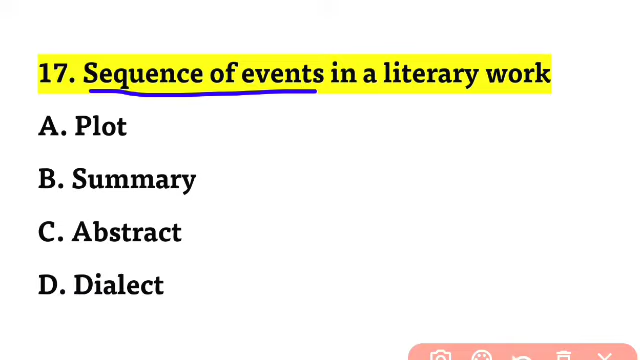 17. Sequence of events in a literary work
A. Plot
B. Summary
C. Abstract
D. Dialect